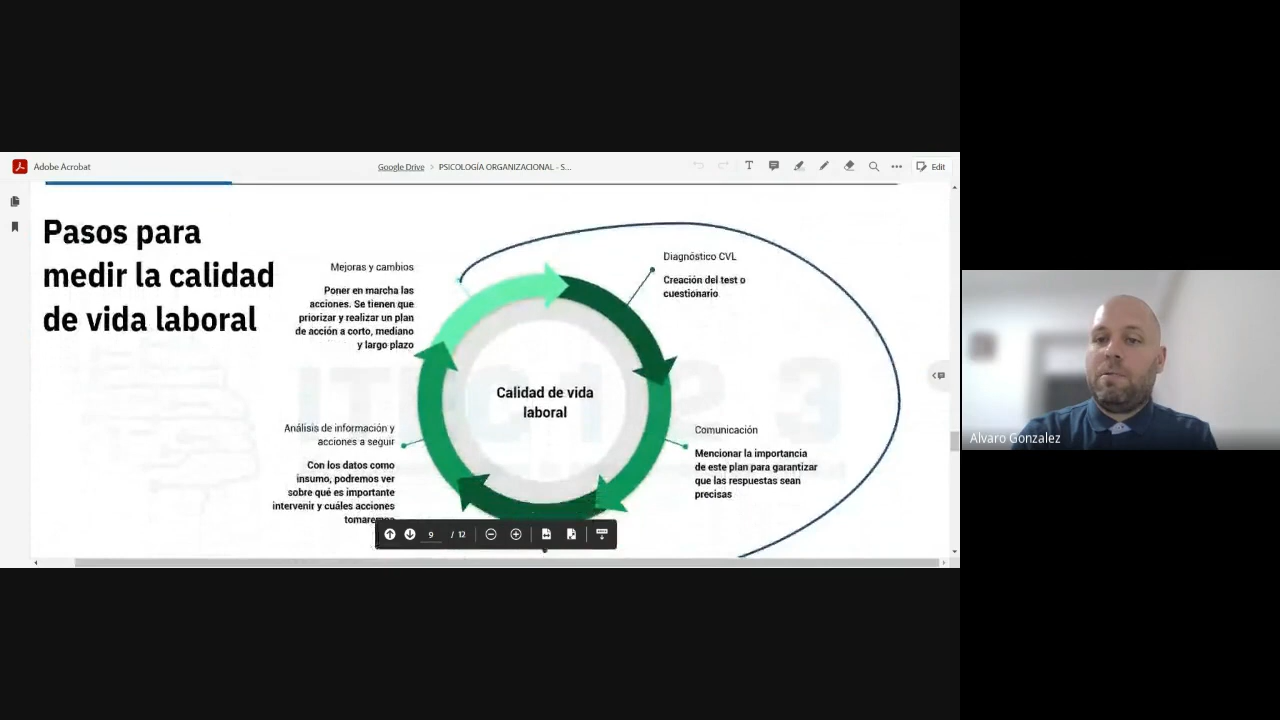 Adobe Acrobat
Google Drive > PSICOLOGÍA ORGANIZACIONAL - S...
Edit
Pasos para
medir la calidad
de vida laboral
Mejoras y cambios
Poner en marcha las
acciones. Se tienen que
priorizar y realizar un plan
de acción a corto, mediano
y largo plazo
Diagnóstico CVL
Creación del test o
cuestionario
Calidad de vida
laboral
Análisis de información y
acciones a seguir
Con los datos como
insumo, podremos ver
sobre qué es importante
intervenir y cuáles acciones
Comunicación
Mencionar la importancia
de este plan para garantizar
que las respuestas sean
precisas
9 / 12
Alvaro Gonzalez